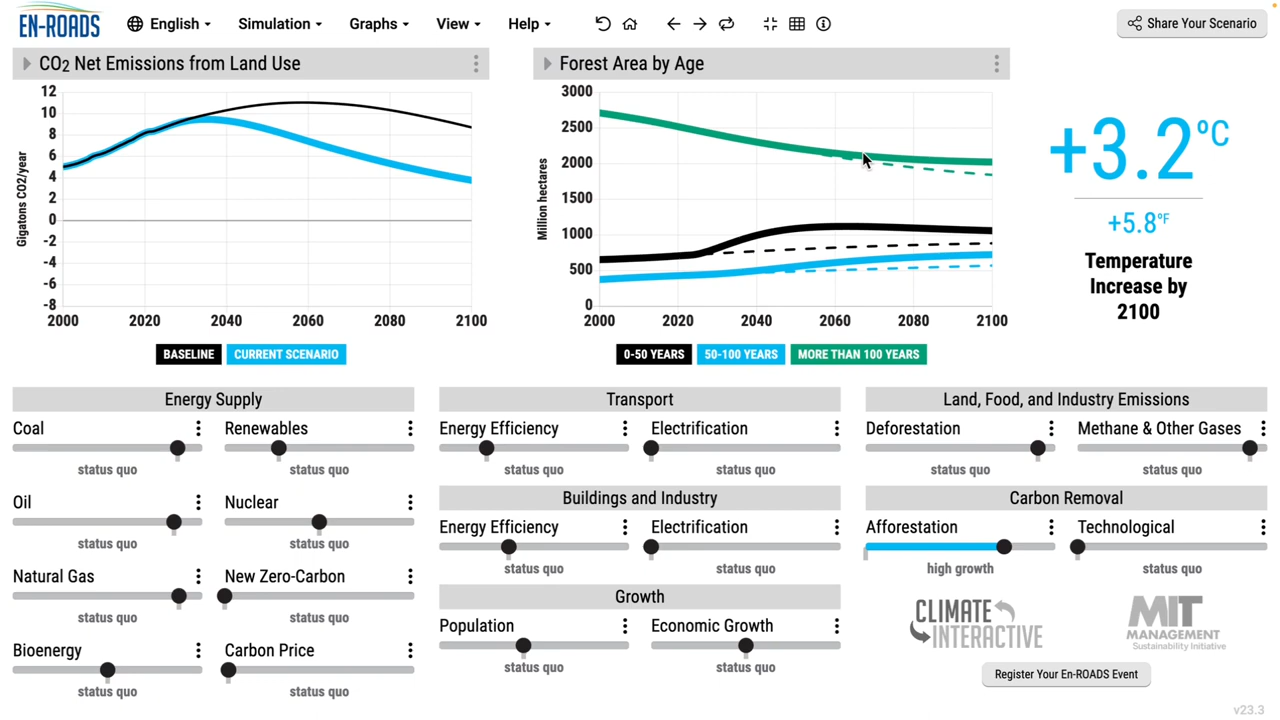 EN-ROADS
English
Simulation
Graphs
View
Help
Share Your Scenario
CO2 Net Emissions from Land Use
Gigatons CO2/year
12
10
8
6
4
2
0
-2
-4
-6
-8
2000 2020 2040 2060 2080 2100
BASELINE
CURRENT SCENARIO
Forest Area by Age
Million hectares
3000
2500
2000
1500
1000
500
0
2000 2020 2040 2060 2080 2100
0-50 YEARS
50-100 YEARS
MORE THAN 100 YEARS
+3.2°C
+5.8°F
Temperature
Increase by
2100
Energy Supply
Coal
status quo
Renewables
status quo
Oil
status quo
Nuclear
status quo
Natural Gas
status quo
New Zero-Carbon
status quo
Bioenergy
status quo
Carbon Price
status quo
Transport
Energy Efficiency
status quo
Electrification
status quo
Buildings and Industry
Energy Efficiency
status quo
Electrification
status quo
Growth
Population
status quo
Economic Growth
status quo
Land, Food, and Industry Emissions
Deforestation
status quo
Methane & Other Gases
status quo
Carbon Removal
Afforestation
high growth
Technological
status quo
CLIMATE
INTERACTIVE
MIT
MANAGEMENT
Sustainability Initiative
Register Your En-ROADS Event
v23.3